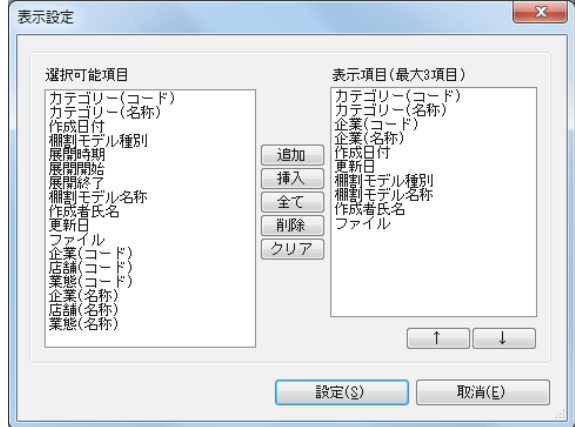 表示設定
選択可能項目
カテゴリー(コード)
カテゴリー(名称)
作成日付
棚割モデル種別
展開時期
展開開始
展開終了
棚割モデル名称
作成者氏名
更新日
ファイル
企業(コード)
店舗(コード)
業態(コード)
企業(名称)
店舗(名称)
業態(名称)
追加
挿入
全て
削除
クリア
表示項目(最大3項目)
カテゴリー(コード)
カテゴリー(名称)
企業(コード)
企業(名称)
作成日付
更新日
棚割モデル種別
棚割モデル名称
作成者氏名
ファイル
↑ ↓
設定(S) 取消(E)